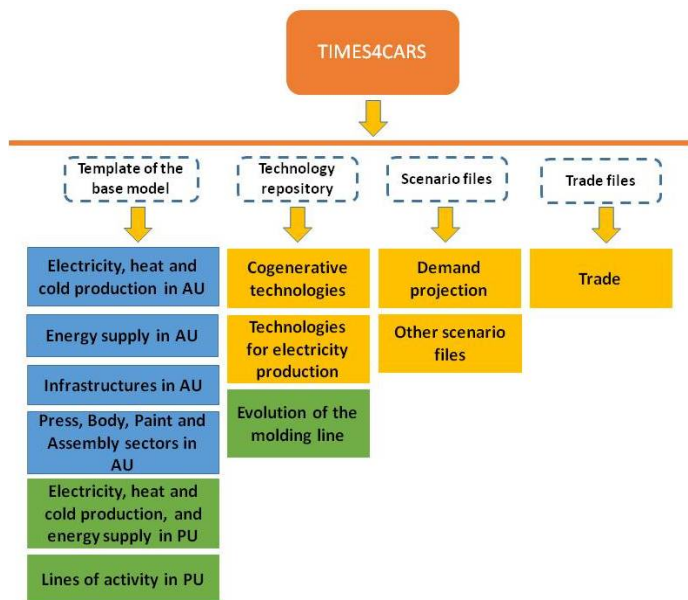 TIMES4CARS
Template of the
base model
Technology
repository
Scenario files
Trade files
Electricity, heat and
cold production in AU
Energy supply in AU
Infrastructures in AU
Press, Body, Paint and
Assembly sectors in
AU
Electricity, heat and
cold production, and
energy supply in PU
Lines of activity in PU
Cogenerative
technologies
Technologies
for electricity
production
Evolution of the
molding line
Demand
projection
Other scenario
files
Trade